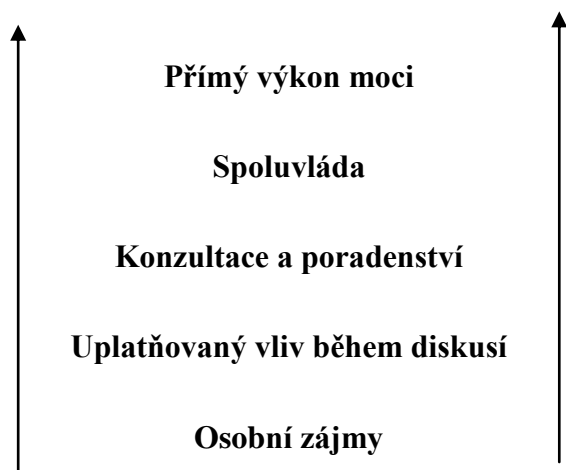 Přímý výkon moci
Spoluvláda
Konzultace a poradenství
Uplatňovaný vliv během diskusí
Osobní zájmy